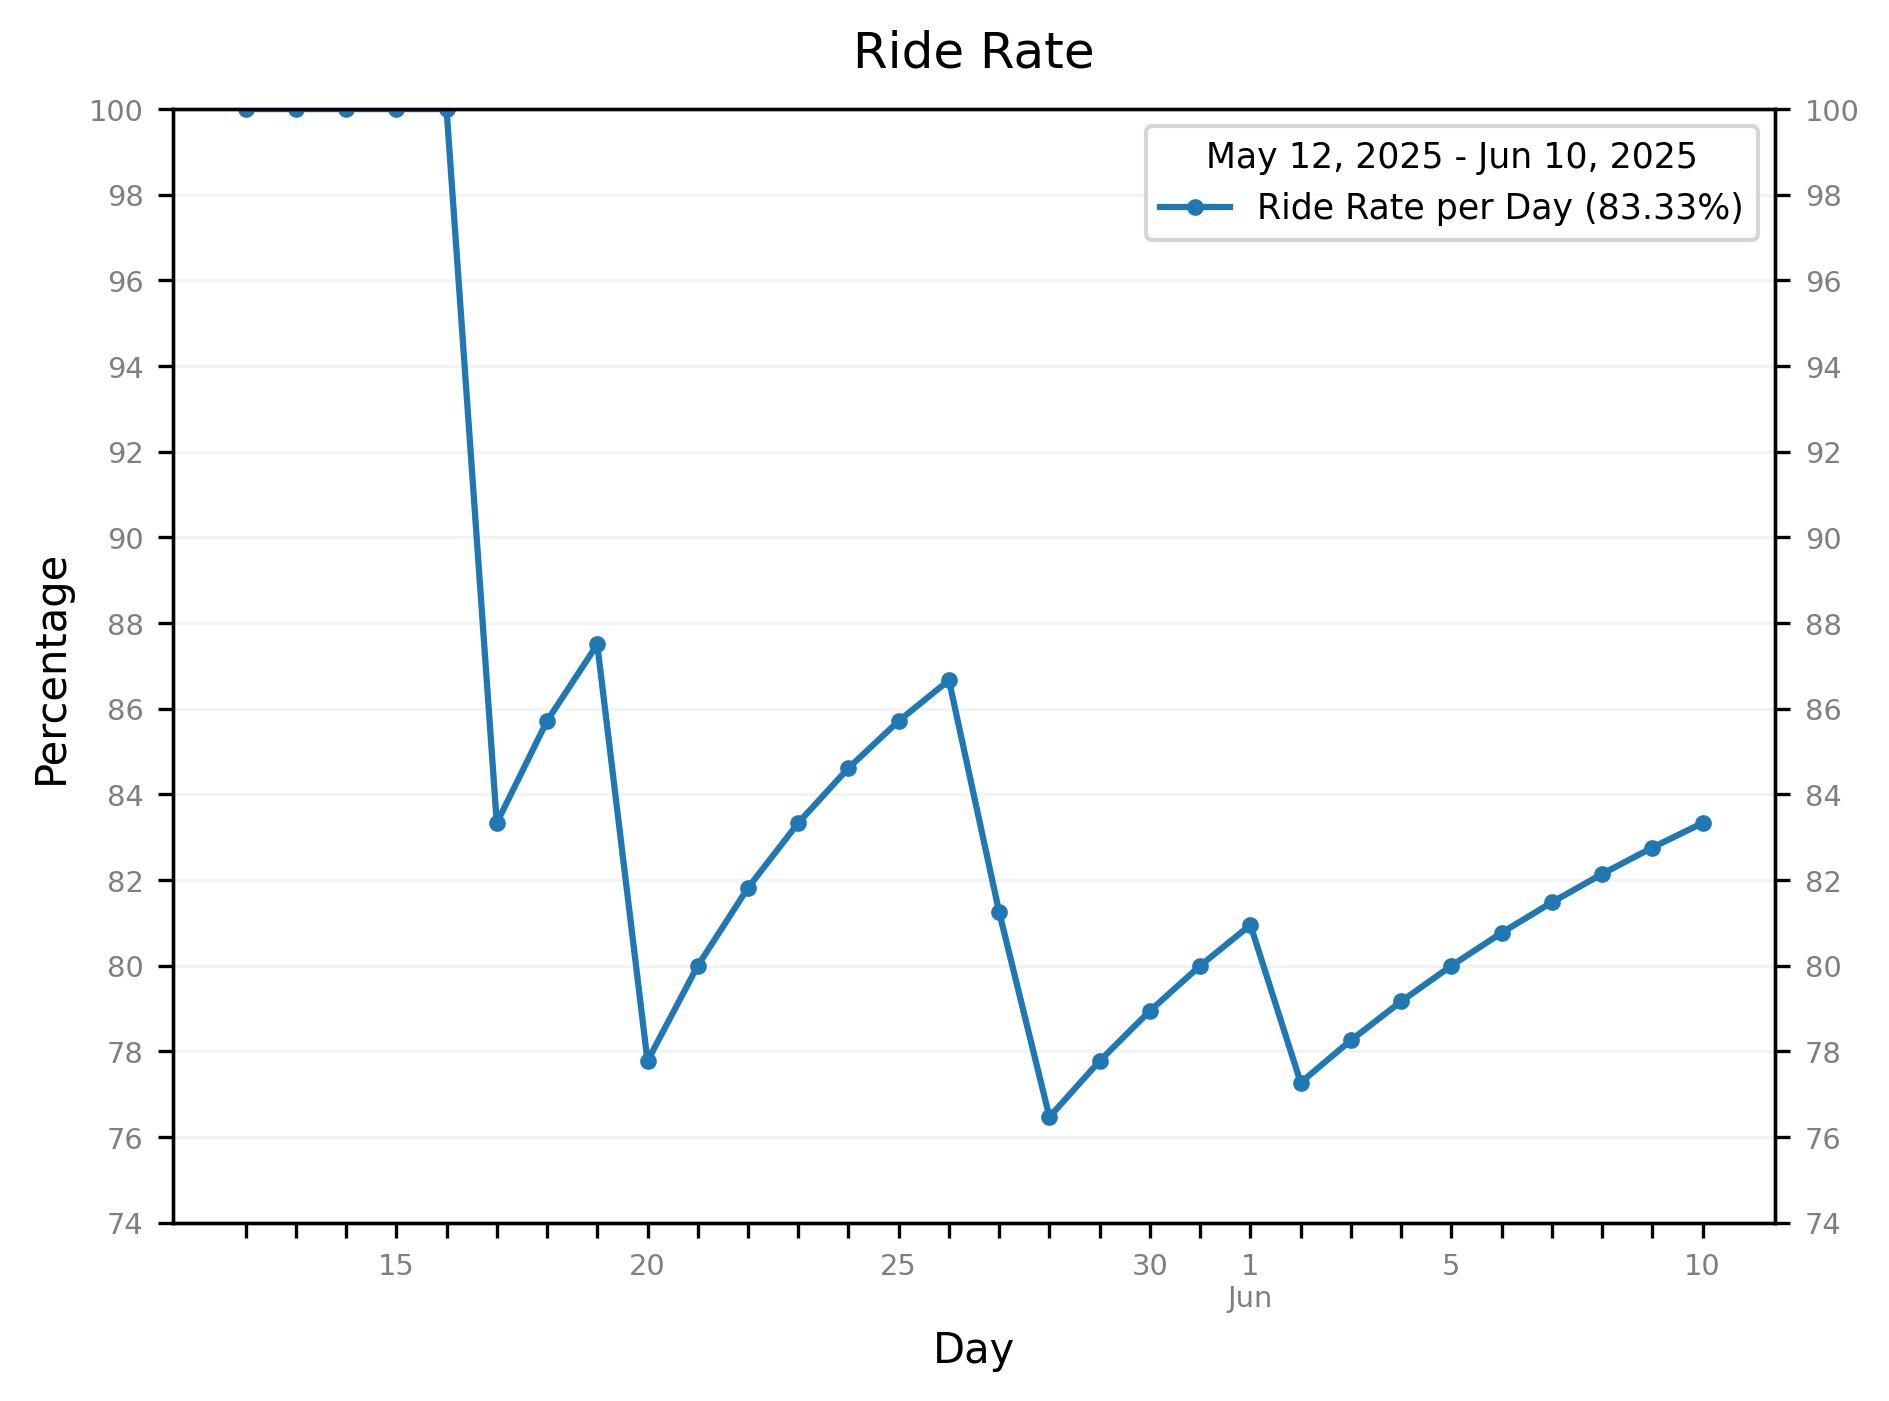 Ride Rate
May 12, 2025 - Jun 10, 2025
Ride Rate per Day (83.33%)
Percentage
100 100
98 98
96 96
94 94
92 92
90 90
88 88
86 86
84 84
82 82
80 80
78 78
76 76
74 74
15 20 25 30 1 5 10
Jun
Day